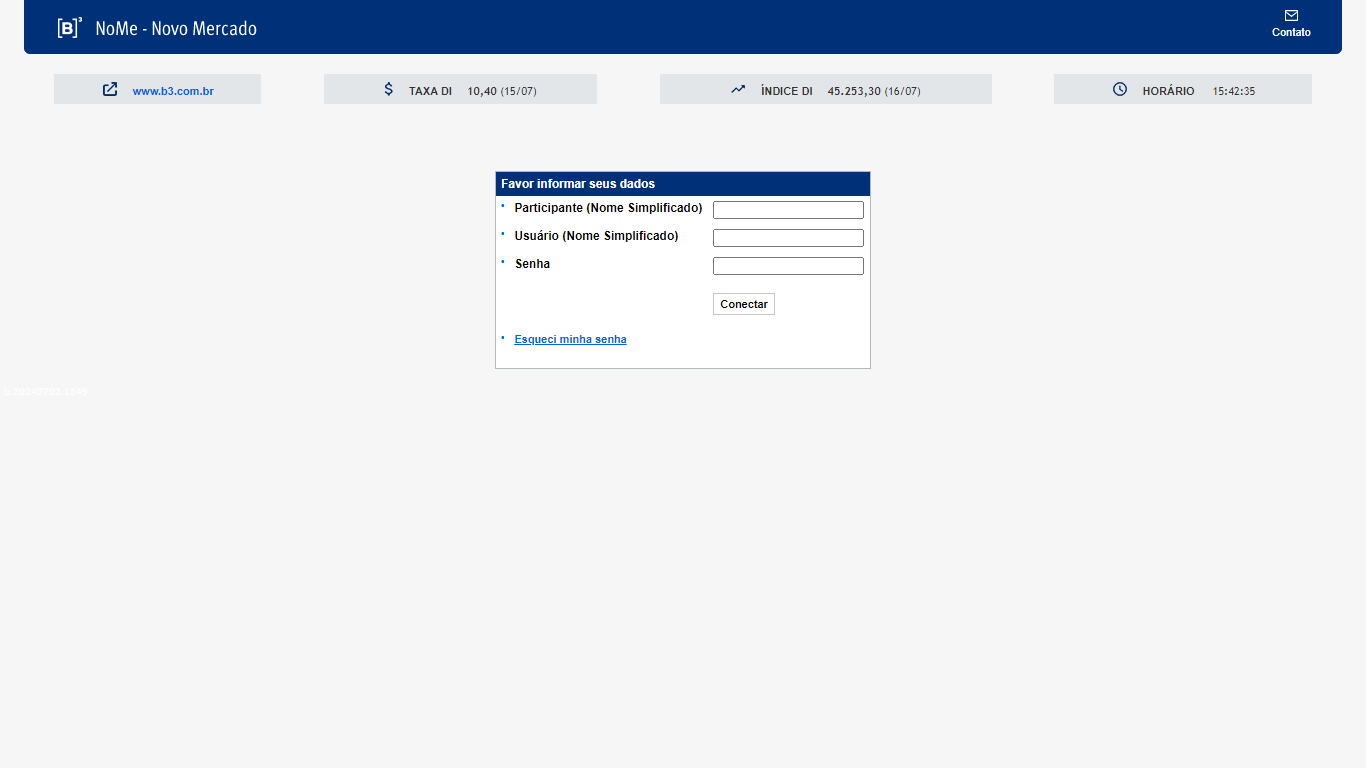 [B]³ NoMe - Novo Mercado
Contato
www.b3.com.br
TAXA DI 10,40 (15/07)
ÍNDICE DI 45.253,30 (16/07)
HORÁRIO 15:42:35
Favor informar seus dados
Participante (Nome Simplificado)
Usuário (Nome Simplificado)
Senha
Conectar
Esqueci minha senha